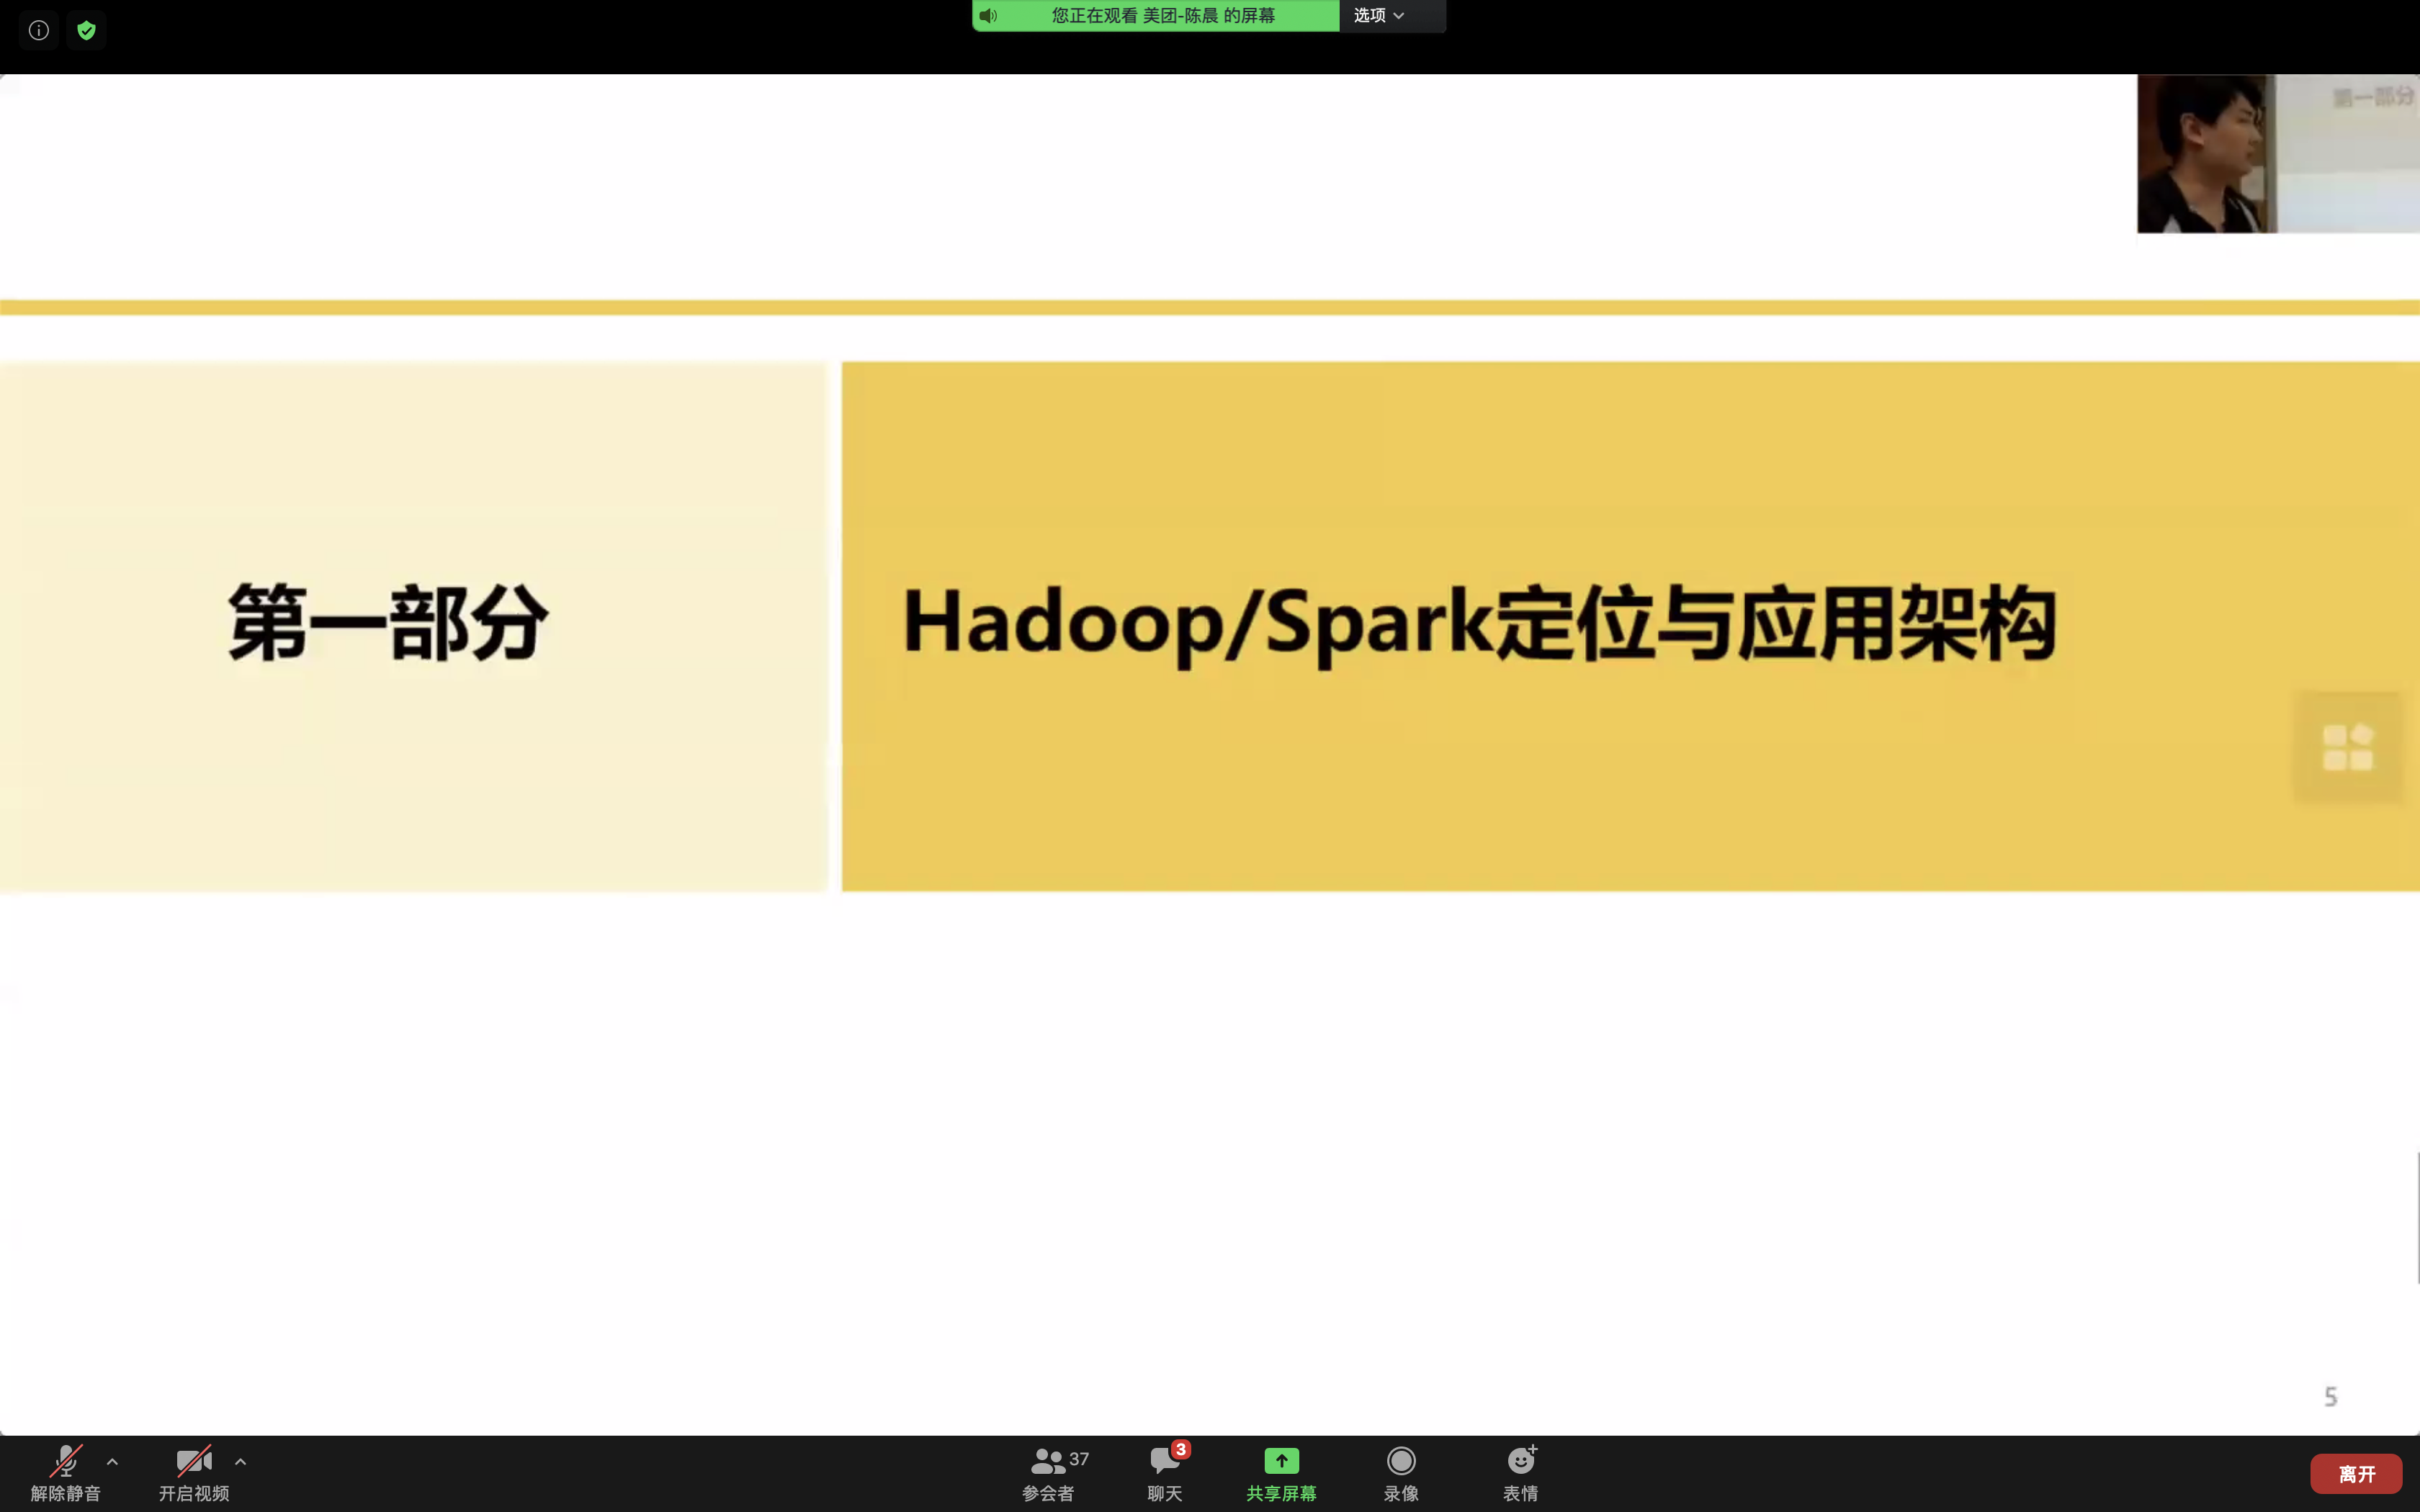 您正在观看 美团-陈晨 的屏幕
选项
第一部分
第一部分
Hadoop/Spark定位与应用架构
5
解除静音
开启视频
37
参会者
3
聊天
共享屏幕
录像
表情
离开